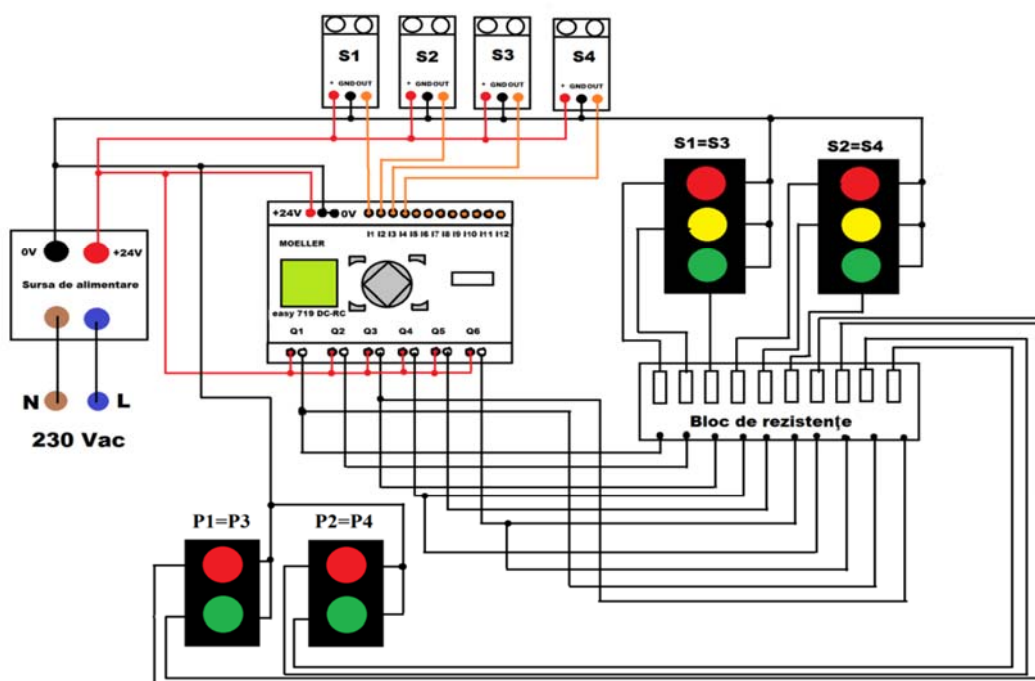 S1 S2 S3 S4
+ GND OUT + GND OUT + GND OUT + GND OUT
S1=S3 S2=S4
+24V 0V
I1 I2 I3 I4 I5 I6 I7 I8 I9 I10 I11 I12
MOELLER
0V +24V
Sursa de alimentare
easy 719 DC-RC
Q1 Q2 Q3 Q4 Q5 Q6
N L
230 Vac
Bloc de rezistențe
P1=P3 P2=P4